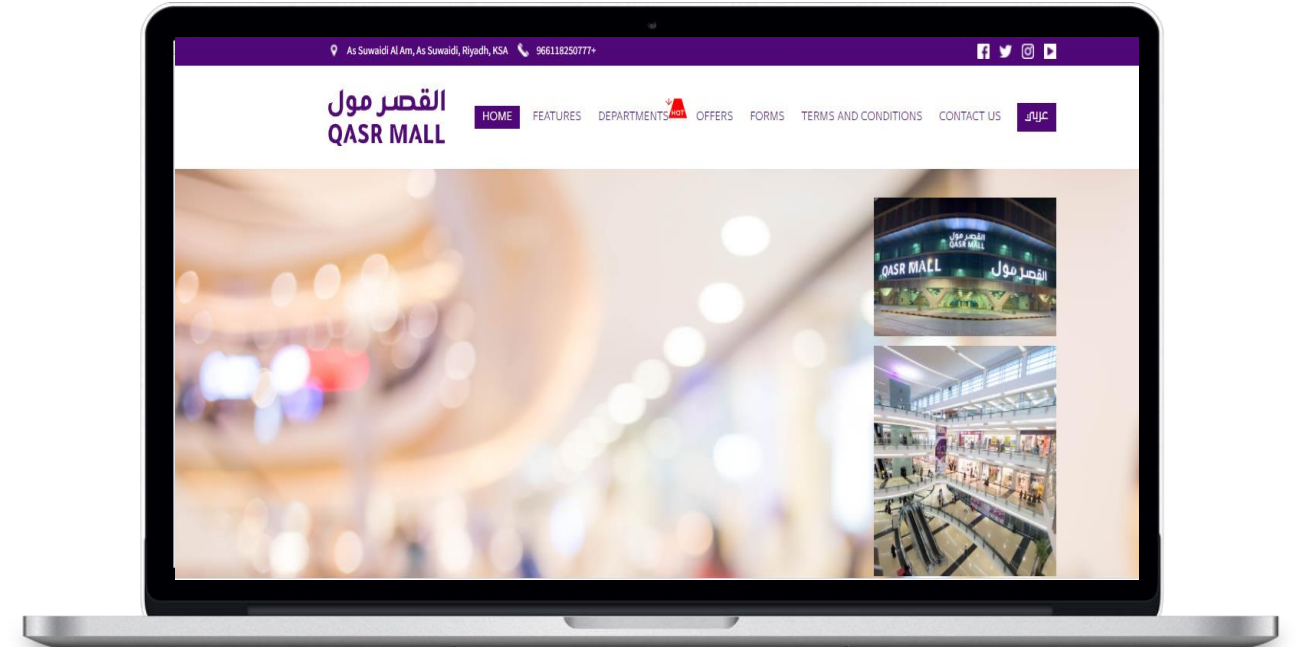 As Suwaidi Al Am, As Suwaidi, Riyadh, KSA 966118250777+
القصر مول
QASR MALL
HOME FEATURES DEPARTMENTS HOT OFFERS FORMS TERMS AND CONDITIONS CONTACT US عربي
القصر مول
QASR MALL
QASR MALL القصر مول